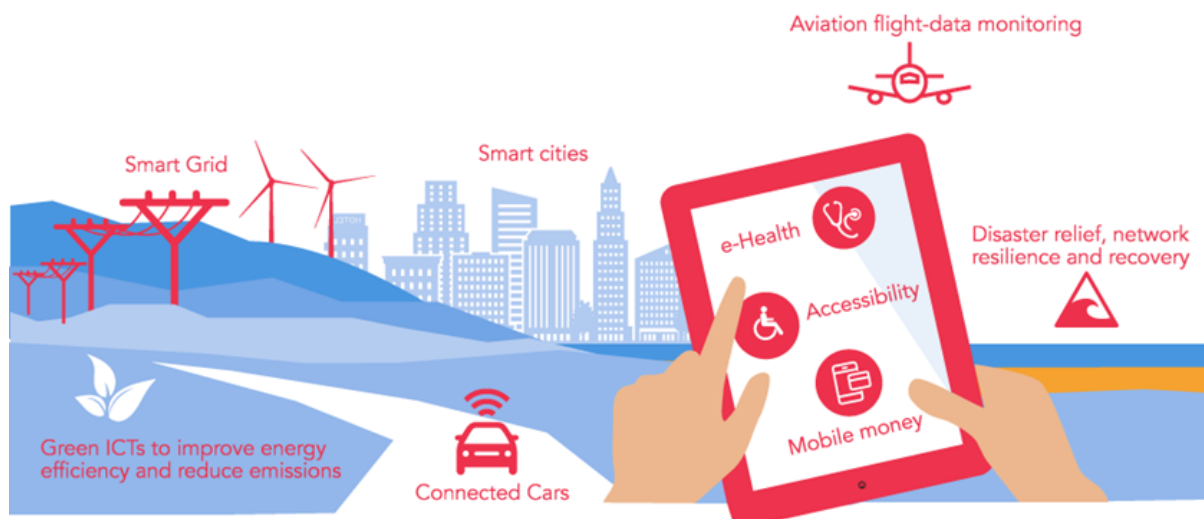 Aviation flight-data monitoring
Smart Grid
Smart cities
HOTEL
e-Health
Accessibility
Mobile money
Disaster relief, network
resilience and recovery
Green ICTs to improve energy
efficiency and reduce emissions
Connected Cars